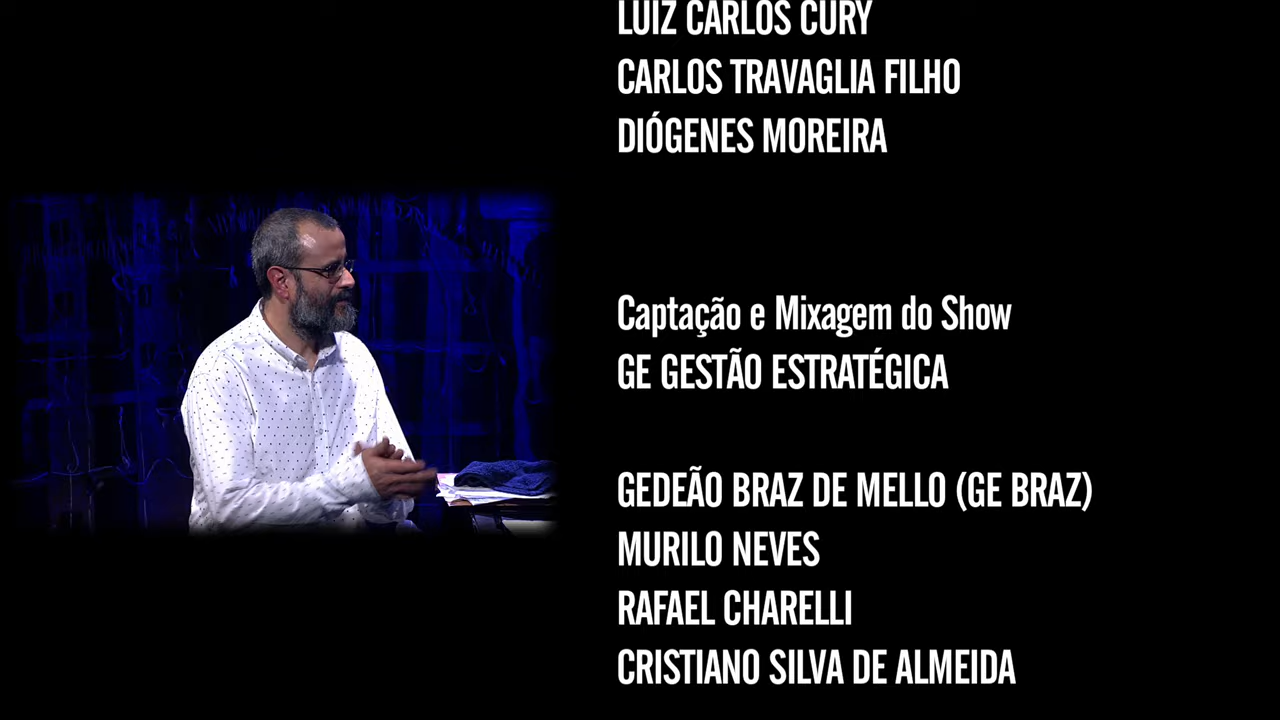 LUIZ CARLOS CURY
CARLOS TRAVAGLIA FILHO
DIÓGENES MOREIRA
Captação e Mixagem do Show
GE GESTÃO ESTRATÉGICA
GEDEÃO BRAZ DE MELLO (GE BRAZ)
MURILO NEVES
RAFAEL CHARELLI
CRISTIANO SILVA DE ALMEIDA